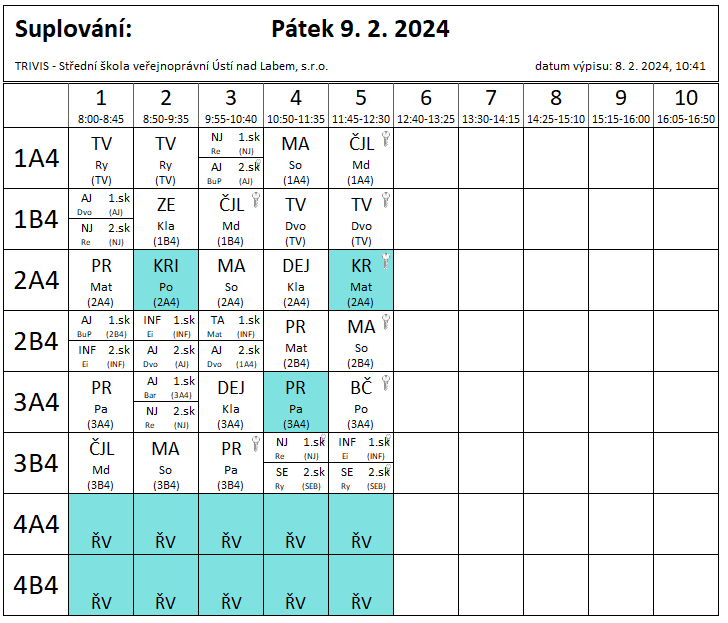 Suplování: Pátek 9. 2. 2024
TRIVIS - Střední škola veřejnoprávní Ústí nad Labem, s.r.o. datum výpisu: 8. 2. 2024, 10:41
1 2 3 4 5 6 7 8 9 10
8:00-8:45 8:50-9:35 9:55-10:40 10:50-11:35 11:45-12:30 12:40-13:25 13:30-14:15 14:25-15:10 15:15-16:00 16:05-16:50
1A4
TV TV NJ 1.sk MA ČJL
Ry Ry Re (NJ) So Md
(TV) (TV) AJ 2.sk (1A4) (1A4)
BuP (AJ)
1B4
AJ 1.sk ZE ČJL TV TV
Dvo (AJ) Kla Md Dvo Dvo
NJ 2.sk (1B4) (1B4) (TV) (TV)
Re (NJ)
2A4
PR KRI MA DEJ KR
Mat Po So Kla Mat
(2A4) (2A4) (2A4) (2A4) (2A4)
2B4
AJ 1.sk INF 1.sk TA 1.sk PR MA
BuP (2B4) Ei (INF) Mat (INF) Mat So
INF 2.sk AJ 2.sk AJ 2.sk (2B4) (2B4)
Ei (INF) Dvo (AJ) Dvo (1A4)
3A4
PR AJ 1.sk DEJ PR BČ
Pa Bar (3A4) Kla Pa Po
(3A4) NJ 2.sk (3A4) (3A4) (3A4)
Re (NJ)
3B4
ČJL MA PR NJ 1.sk INF 1.sk
Md So Pa Re (NJ) Ei (INF)
(3B4) (3B4) (3B4) SE 2.sk SE 2.sk
Ry (SEB) Ry (SEB)
4A4
ŘV ŘV ŘV ŘV ŘV
4B4
ŘV ŘV ŘV ŘV ŘV